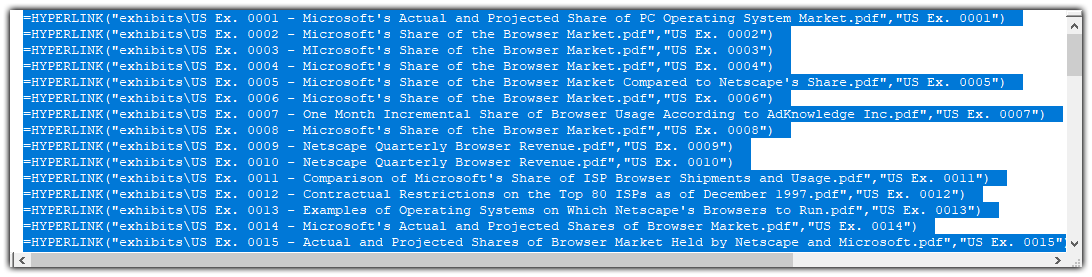 =HYPERLINK("exhibits\US Ex. 0001 - Microsoft's Actual and Projected Share of PC Operating System Market.pdf","US Ex. 0001")
=HYPERLINK("exhibits\US Ex. 0002 - Microsoft's Share of the Browser Market.pdf","US Ex. 0002")
=HYPERLINK("exhibits\US Ex. 0003 - MIcrosoft's Share of the Browser Market.pdf","US Ex. 0003")
=HYPERLINK("exhibits\US Ex. 0004 - Microsoft's Share of the Browser Market.pdf","US Ex. 0004")
=HYPERLINK("exhibits\US Ex. 0005 - Microsoft's Share of the Browser Market Compared to Netscape's Share.pdf","US Ex. 0005")
=HYPERLINK("exhibits\US Ex. 0006 - Microsoft's Share of the Browser Market.pdf","US Ex. 0006")
=HYPERLINK("exhibits\US Ex. 0007 - One Month Incremental Share of Browser Usage According to AdKnowledge Inc.pdf","US Ex. 0007")
=HYPERLINK("exhibits\US Ex. 0008 - Microsoft's Share of the Browser Market.pdf","US Ex. 0008")
=HYPERLINK("exhibits\US Ex. 0009 - Netscape Quarterly Browser Revenue.pdf","US Ex. 0009")
=HYPERLINK("exhibits\US Ex. 0010 - Netscape Quarterly Browser Revenue.pdf","US Ex. 0010")
=HYPERLINK("exhibits\US Ex. 0011 - Comparison of Microsoft's Share of ISP Browser Shipments and Usage.pdf","US Ex. 0011")
=HYPERLINK("exhibits\US Ex. 0012 - Contractual Restrictions on the Top 80 ISPs as of December 1997.pdf","US Ex. 0012")
=HYPERLINK("exhibits\US Ex. 0013 - Examples of Operating Systems on Which Netscape's Browsers to Run.pdf","US Ex. 0013")
=HYPERLINK("exhibits\US Ex. 0014 - Microsoft's Actual and Projected Shares of Browser Market.pdf","US Ex. 0014")
=HYPERLINK("exhibits\US Ex. 0015 - Actual and Projected Shares of Browser Market Held by Netscape and Microsoft.pdf","US Ex. 0015"